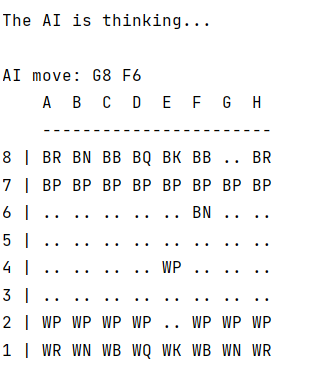 The AI is thinking...
AI move: G8 F6
A B C D E F G H
-----------------------
8 | BR BN BB BQ BK BB .. BR
7 | BP BP BP BP BP BP BP BP
6 | .. .. .. .. .. BN .. ..
5 | .. .. .. .. .. .. .. ..
4 | .. .. .. .. WP .. .. ..
3 | .. .. .. .. .. .. .. ..
2 | WP WP WP WP .. WP WP WP
1 | WR WN WB WQ WK WB WN WR